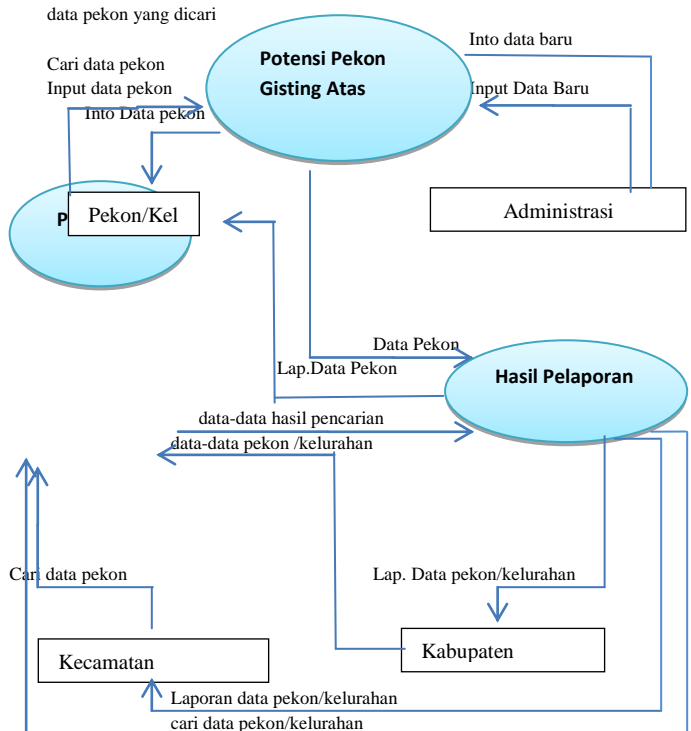 data pekon yang dicari
Into data baru
Potensi Pekon
Gisting Atas
Cari data pekon
Input data pekon
Input Data Baru
Into Data pekon
P
Pekon/Kel
Administrasi
Data Pekon
Lap.Data Pekon
Hasil Pelaporan
data-data hasil pencarian
data-data pekon /kelurahan
Cari data pekon
Lap. Data pekon/kelurahan
Kecamatan
Kabupaten
Laporan data pekon/kelurahan
cari data pekon/kelurahan